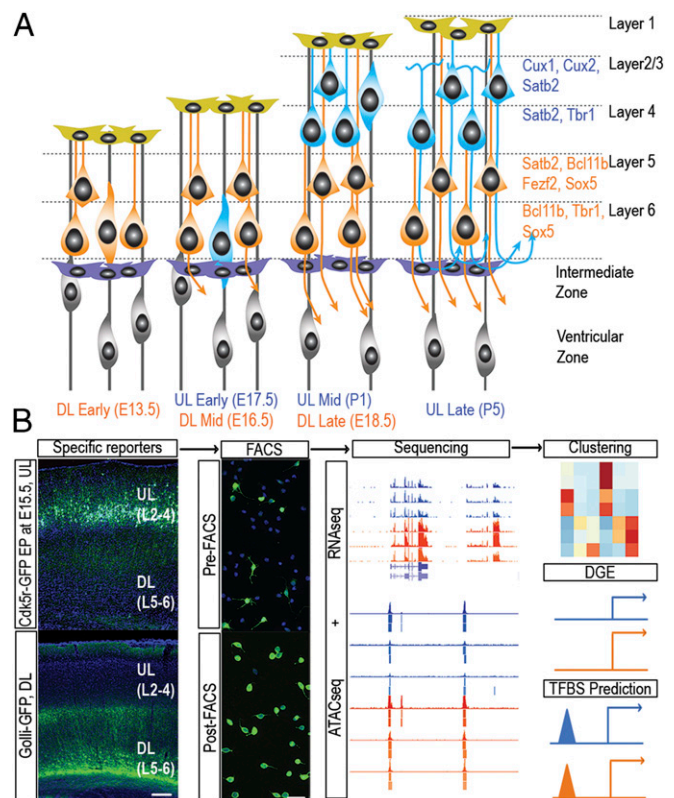 A
Layer 1
Layer2/3
Cux1, Cux2,
Satb2
Layer 4
Satb2, Tbr1
Layer 5
Satb2, Bcl11b
Fezf2, Sox5
Layer 6
Bcl11b, Tbr1,
Sox5
Intermediate
Zone
Ventricular
Zone
DL Early (E13.5)
UL Early (E17.5)
DL Mid (E16.5)
UL Mid (P1)
DL Late (E18.5)
UL Late (P5)
B
Specific reporters
FACS
Sequencing
Clustering
Cdk5r-GFP EP at E15.5, UL
UL
(L2-4)
DL
(L5-6)
Golli-GFP, DL
UL
(L2-4)
DL
(L5-6)
Pre-FACS
Post-FACS
RNAseq
+
ATACseq
DGE
TFBS Prediction